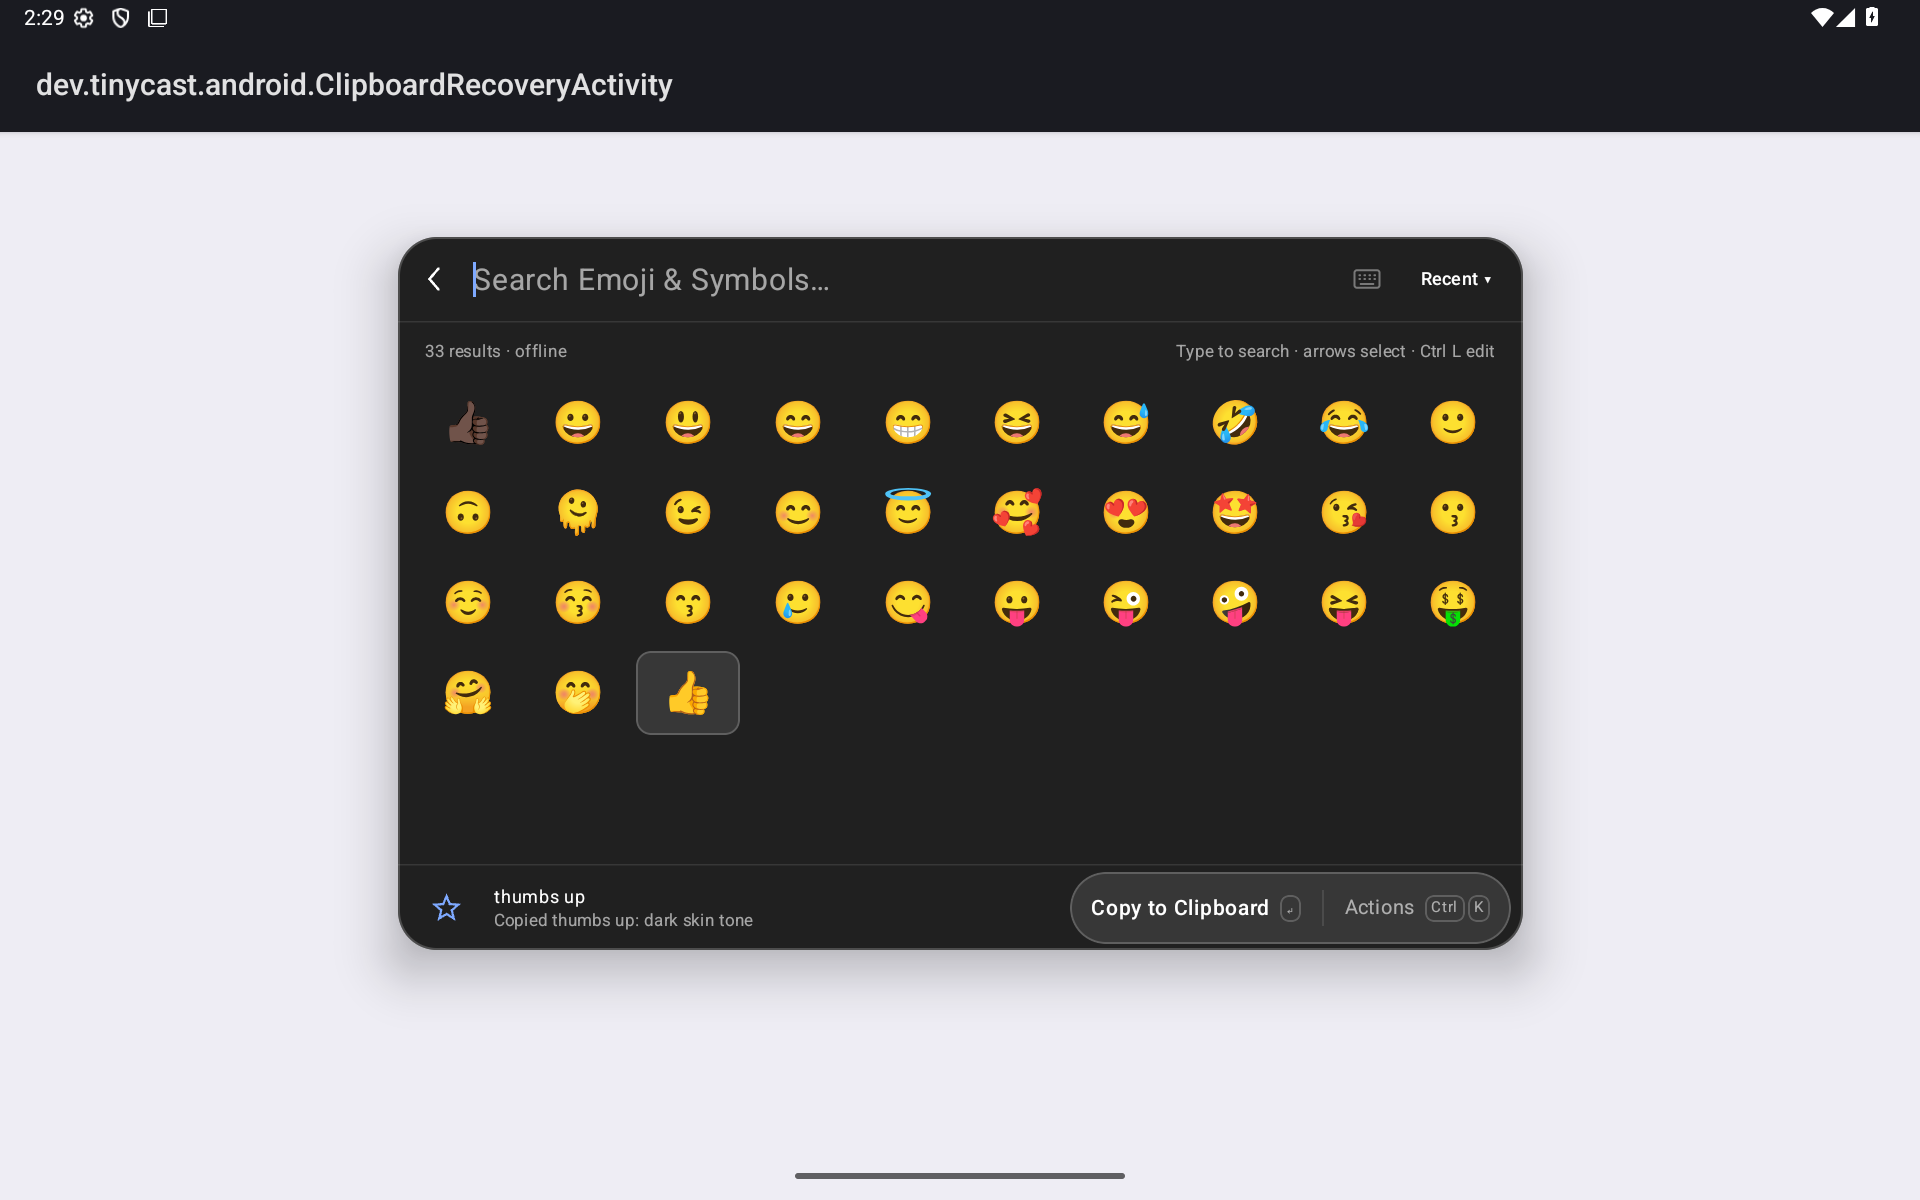 2:29
dev.tinycast.android.ClipboardRecoveryActivity
Search Emoji & Symbols...
Recent ▾
33 results · offline
Type to search · arrows select · Ctrl L edit
thumbs up
Copied thumbs up: dark skin tone
Copy to Clipboard ↵
Actions Ctrl K